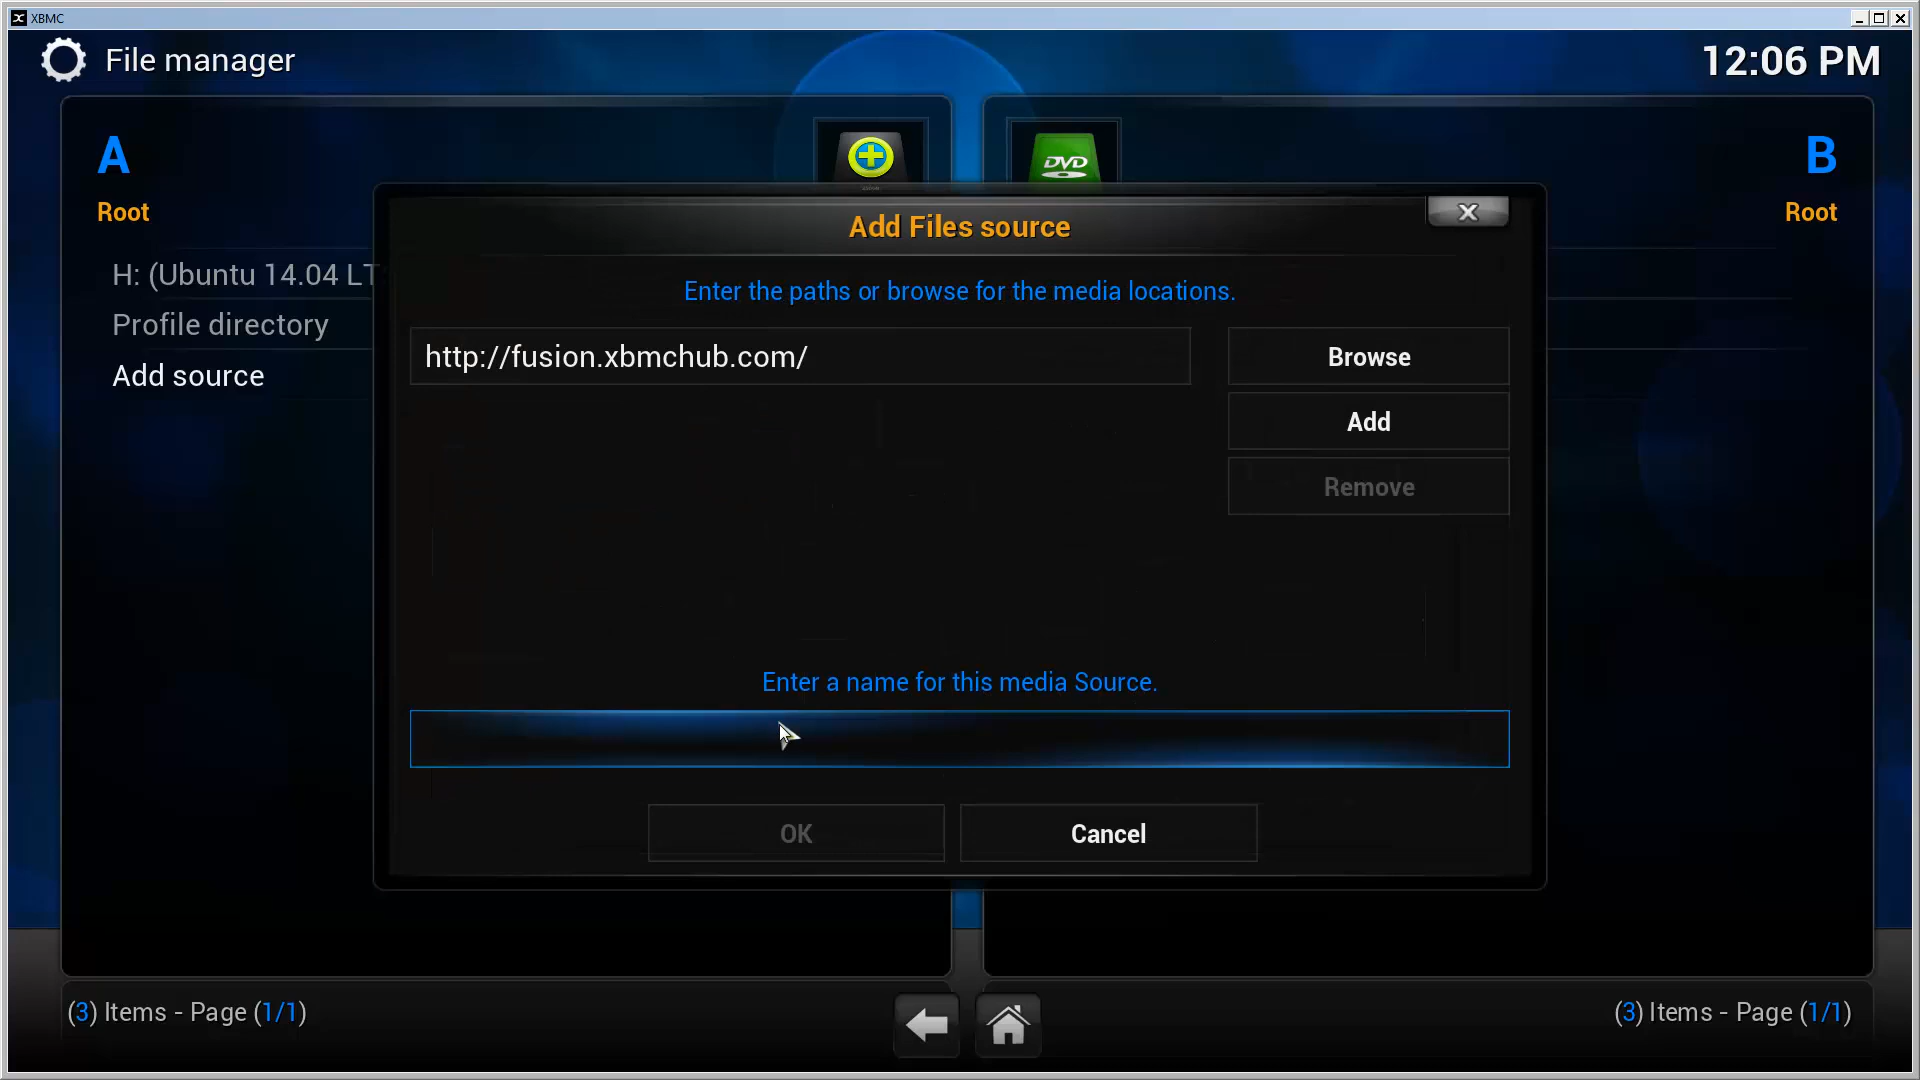 XBMC
File manager
12:06 PM
A
B
DVD
Root
Root
Add Files source
Enter the paths or browse for the media locations.
H: (Ubuntu 14.04 LT
Profile directory
Add source
http://fusion.xbmchub.com/
Browse
Add
Remove
Enter a name for this media Source.
OK
Cancel
(3) Items - Page (1/1)
(3) Items - Page (1/1)